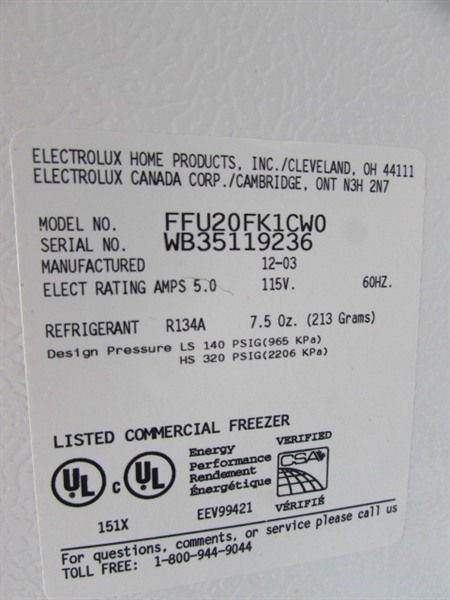 ELECTROLUX HOME PRODUCTS, INC./CLEVELAND, OH 44111
ELECTROLUX CANADA CORP./CAMBRIDGE, ONT N3H 2N7
MODEL NO. FFU20FK1CW0
SERIAL NO. WB35119236
MANUFACTURED 12-03
ELECT RATING AMPS 5.0 115V. 60HZ.
REFRIGERANT R134A 7.5 Oz. (213 Grams)
Design Pressure LS 140 PSIG(965 KPa)
HS 320 PSIG(2206 KPa)
LISTED COMMERCIAL FREEZER
UL
C UL
151X
Energy
Performance
Rendement
Énergétique
EEV99421
VERIFIED
CSA
VÉRIFIÉ
For questions, comments, or service please call us
TOLL FREE: 1-800-944-9044